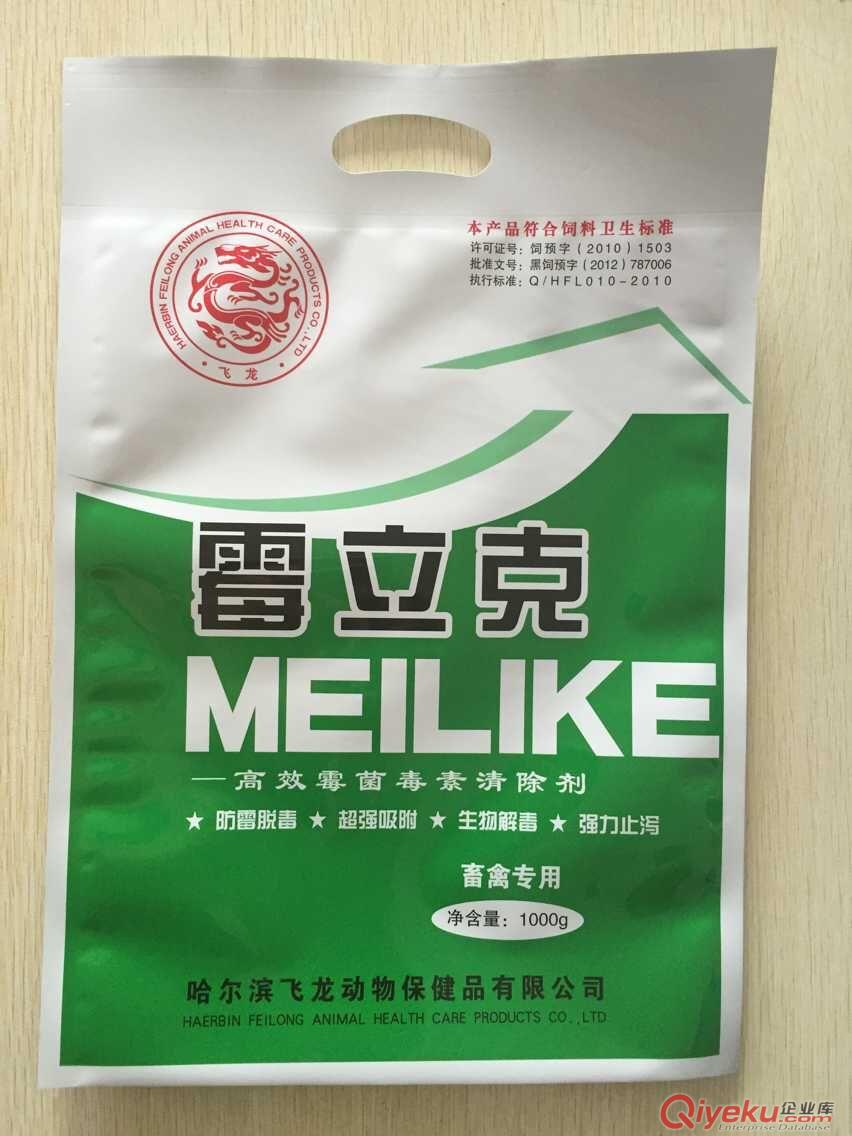 HAERBIN FEILONG ANIMAL HEALTH CARE PRODUCTS CO.,LTD
·飞龙·
本产品符合饲料卫生标准
许可证号：饲预字（2010）1503
批准文号：黑饲预字（2012）787006
执行标准：Q/HFL010-2010
霉立克
MEILIKE
—高效霉菌毒素清除剂
★ 防霉脱毒 ★ 超强吸附 ★ 生物解毒 ★ 强力止泻
畜禽专用
净含量：1000g
哈尔滨飞龙动物保健品有限公司
HAERBIN FEILONG ANIMAL HEALTH CARE PRODUCTS CO.,LTD
Qiyeku.com企业库
Enterprise Database